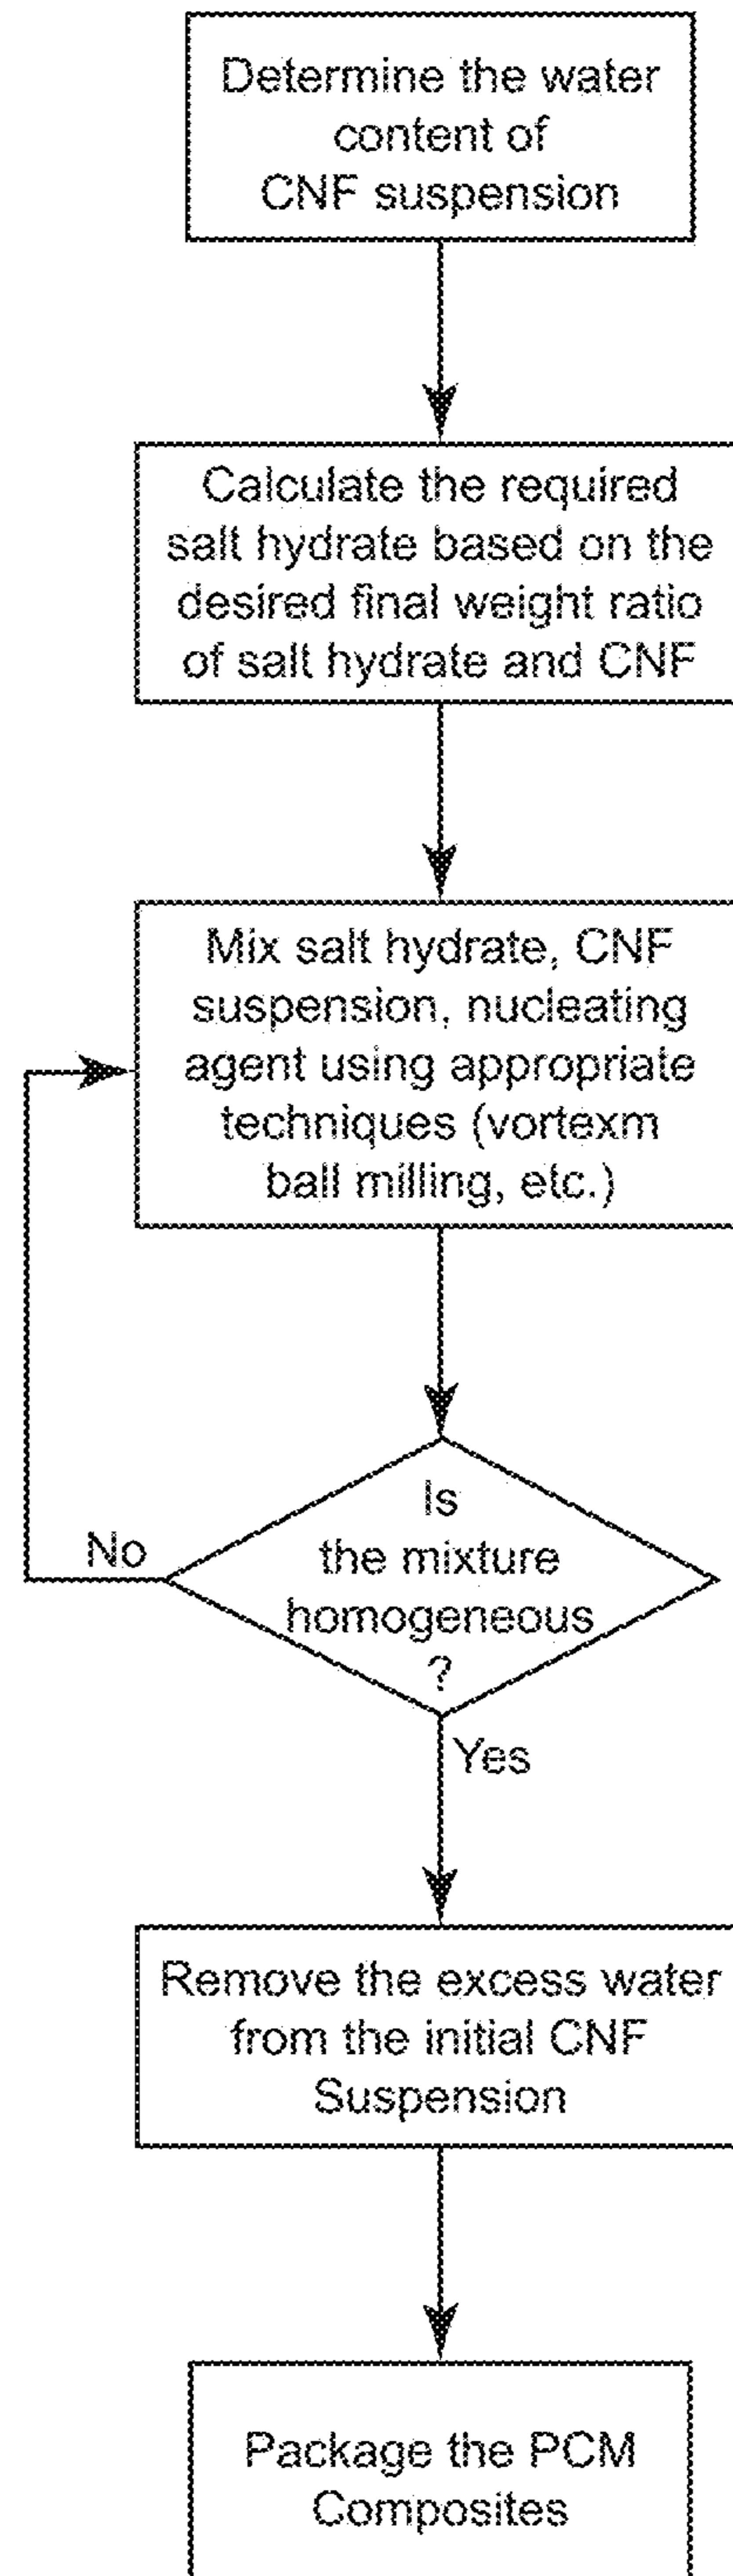 Determine the water
content of
CNF suspension
Calculate the required
salt hydrate based on the
desired final weight ratio
of salt hydrate and CNF
Mix salt hydrate, CNF
suspension, nucleating
agent using appropriate
techniques (vortexm
ball milling, etc.)
Is
the mixture
homogeneous
?
No
Yes
Remove the excess water
from the initial CNF
Suspension
Package the PCM
Composites